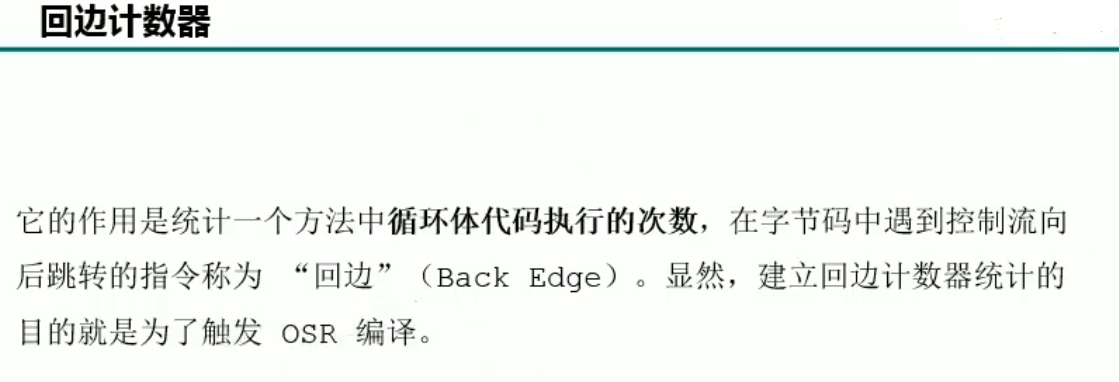 回边计数器
它的作用是统计一个方法中循环体代码执行的次数，在字节码中遇到控制流向
后跳转的指令称为 “回边”（Back Edge）。显然，建立回边计数器统计的
目的就是为了触发 OSR 编译。